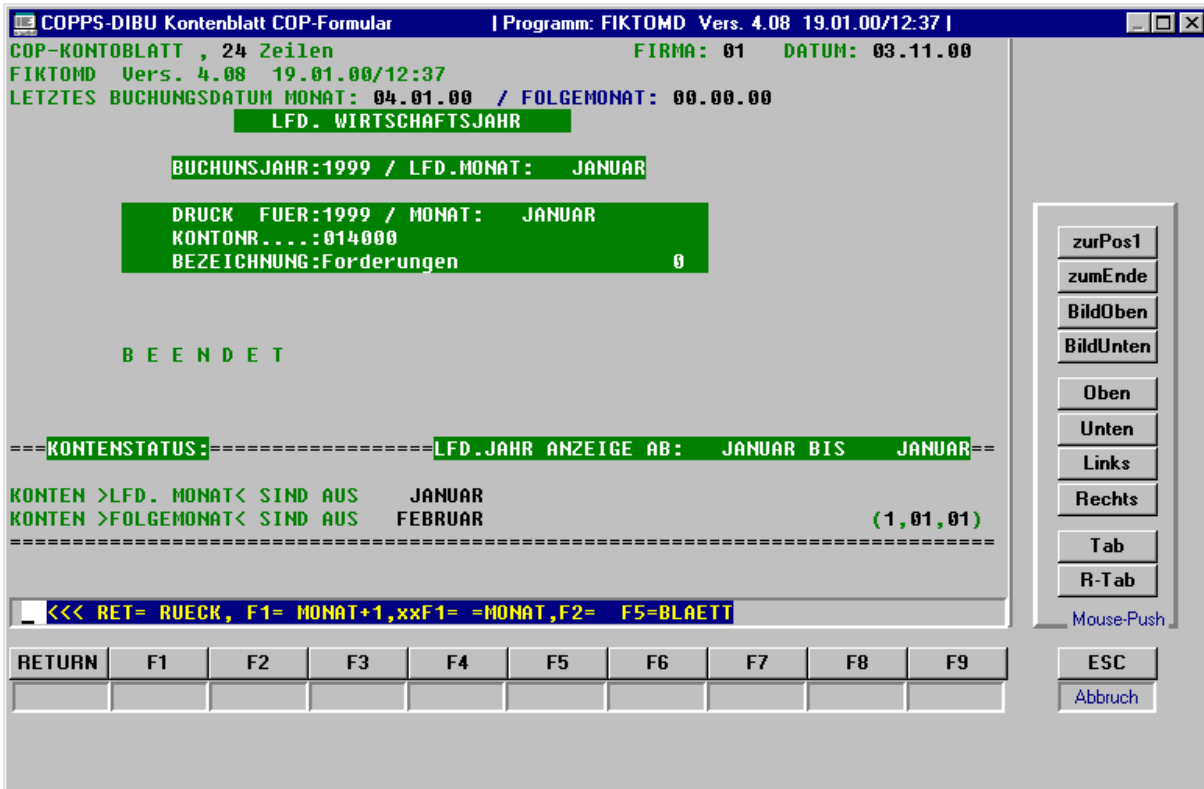 COPPS-DIBU Kontenblatt COP-Formular | Programm: FIKTOMD Vers. 4.08 19.01.00/12:37 |
COP-KONTOBLATT , 24 Zeilen FIRMA: 01 DATUM: 03.11.00
FIKTOMD Vers. 4.08 19.01.00/12:37
LETZTES BUCHUNGSDATUM MONAT: 04.01.00 / FOLGEMONAT: 00.00.00
LFD. WIRTSCHAFTSJAHR
BUCHUNSJAHR:1999 / LFD.MONAT: JANUAR
DRUCK FUER:1999 / MONAT: JANUAR
KONTONR....:014000
BEZEICHNUNG:Forderungen 0
B E E N D E T
===KONTENSTATUS:==================LFD.JAHR ANZEIGE AB: JANUAR BIS JANUAR==
KONTEN >LFD. MONAT< SIND AUS JANUAR
KONTEN >FOLGEMONAT< SIND AUS FEBRUAR (1,01,01)
===============================================================================
_ <<< RET= RUECK, F1= MONAT+1,xxF1= =MONAT,F2= F5=BLAETT
RETURN F1 F2 F3 F4 F5 F6 F7 F8 F9
zurPos1
zumEnde
BildOben
BildUnten
Oben
Unten
Links
Rechts
Tab
R-Tab
Mouse-Push
ESC
Abbruch